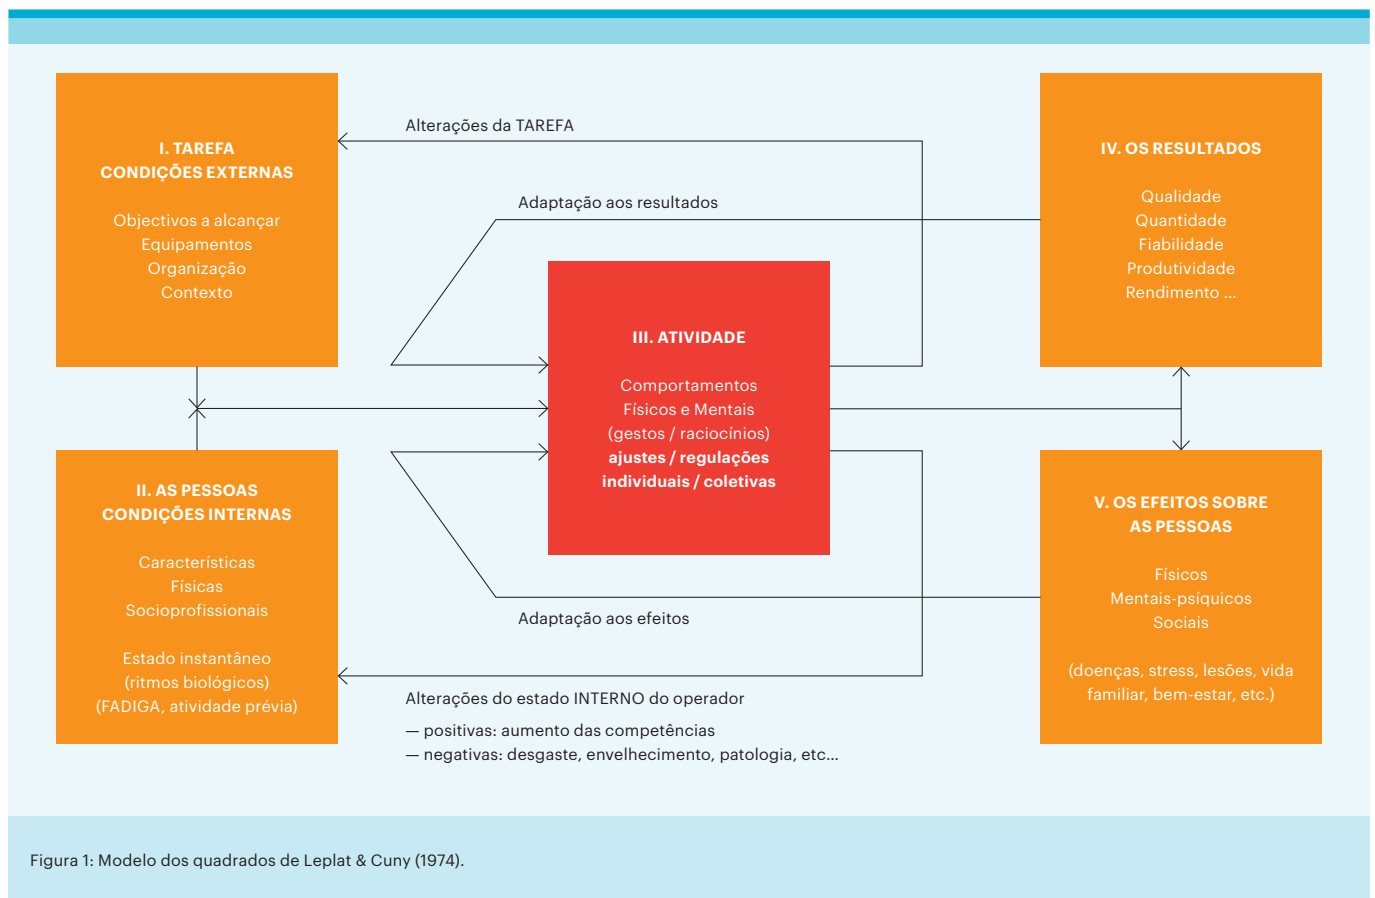 I. TAREFA
CONDIÇÕES EXTERNAS
Objectivos a alcançar
Equipamentos
Organização
Contexto
Alterações da TAREFA
Adaptação aos resultados
IV. OS RESULTADOS
Qualidade
Quantidade
Fiabilidade
Produtividade
Rendimento ...
III. ATIVIDADE
Comportamentos
Físicos e Mentais
(gestos / raciocínios)
ajustes / regulações
individuais / coletivas
II. AS PESSOAS
CONDIÇÕES INTERNAS
Características
Físicas
Socioprofissionais
Estado instantâneo
(ritmos biológicos)
(FADIGA, atividade prévia)
V. OS EFEITOS SOBRE
AS PESSOAS
Físicos
Mentais-psíquicos
Sociais
(doenças, stress, lesões, vida
familiar, bem-estar, etc.)
Adaptação aos efeitos
Alterações do estado INTERNO do operador
— positivas: aumento das competências
— negativas: desgaste, envelhecimento, patologia, etc...
Figura 1: Modelo dos quadrados de Leplat & Cuny (1974).